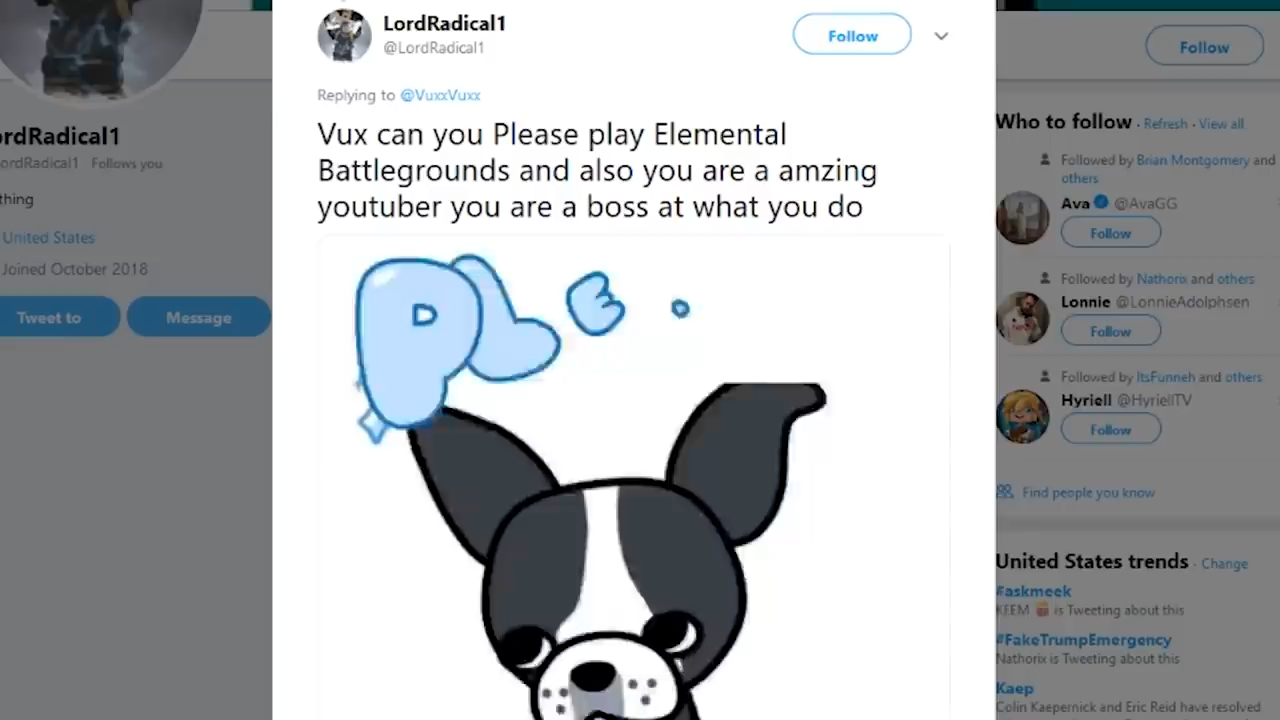 LordRadical1
@LordRadical1
Follow
Replying to @VuxxVuxx
Vux can you Please play Elemental
Battlegrounds and also you are a amzing
youtuber you are a boss at what you do
PLE
ordRadical1
ordRadical1 Follows you
thing
United States
Joined October 2018
Tweet to
Message
Follow
Who to follow · Refresh · View all
Followed by Brian Montgomery and
others
Ava @AvaGG
Follow
Followed by Nathorix and others
Lonnie @LonnieAdolphsen
Follow
Followed by ItsFunneh and others
Hyriell @HyriellTV
Follow
Find people you know
United States trends · Change
#askmeek
KEEM is Tweeting about this
#FakeTrumpEmergency
Nathorix is Tweeting about this
Kaep
Colin Kaepernick and Eric Reid have resolved